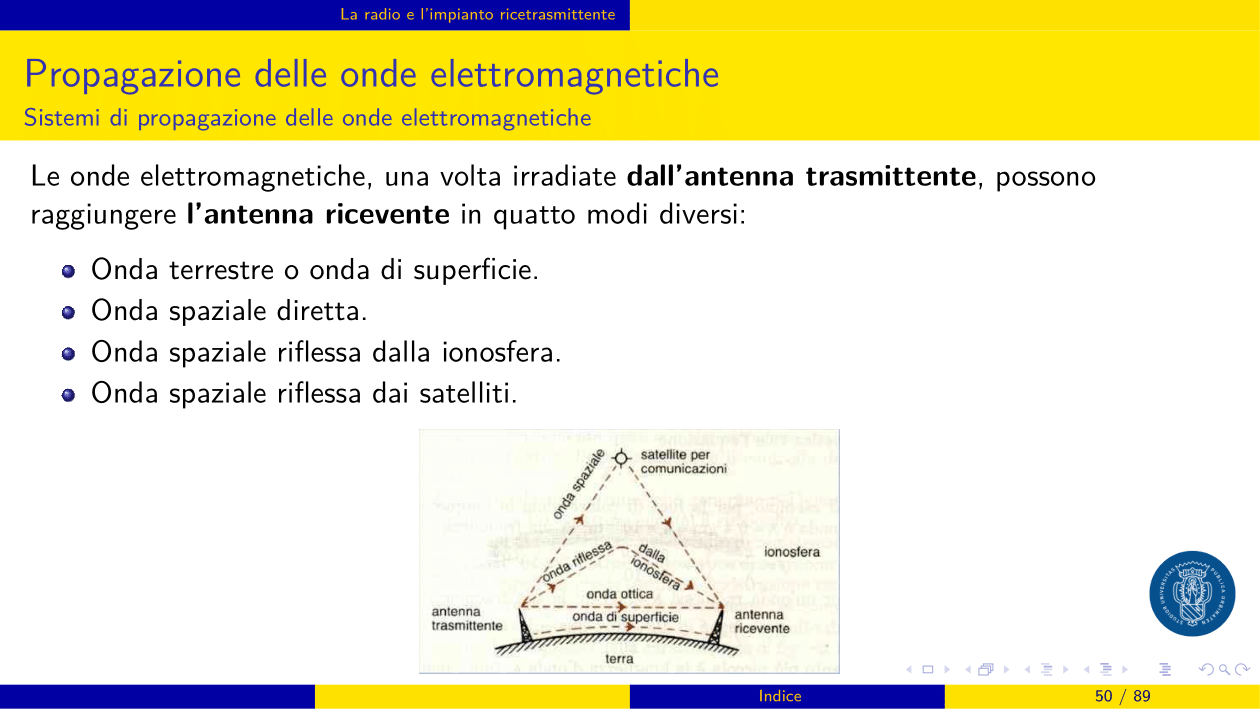 La radio e l'impianto ricetrasmittente
Propagazione delle onde elettromagnetiche
Sistemi di propagazione delle onde elettromagnetiche
Le onde elettromagnetiche, una volta irradiate dall'antenna trasmittente, possono
raggiungere l'antenna ricevente in quatto modi diversi:
Onda terrestre o onda di superficie.
Onda spaziale diretta.
Onda spaziale riflessa dalla ionosfera.
Onda spaziale riflessa dai satelliti.
onda spaziale
satellite per
comunicazioni
onda riflessa
dalla
ionosfera
ionosfera
onda ottica
onda di superficie
antenna
trasmittente
antenna
ricevente
terra
Indice
50 / 89